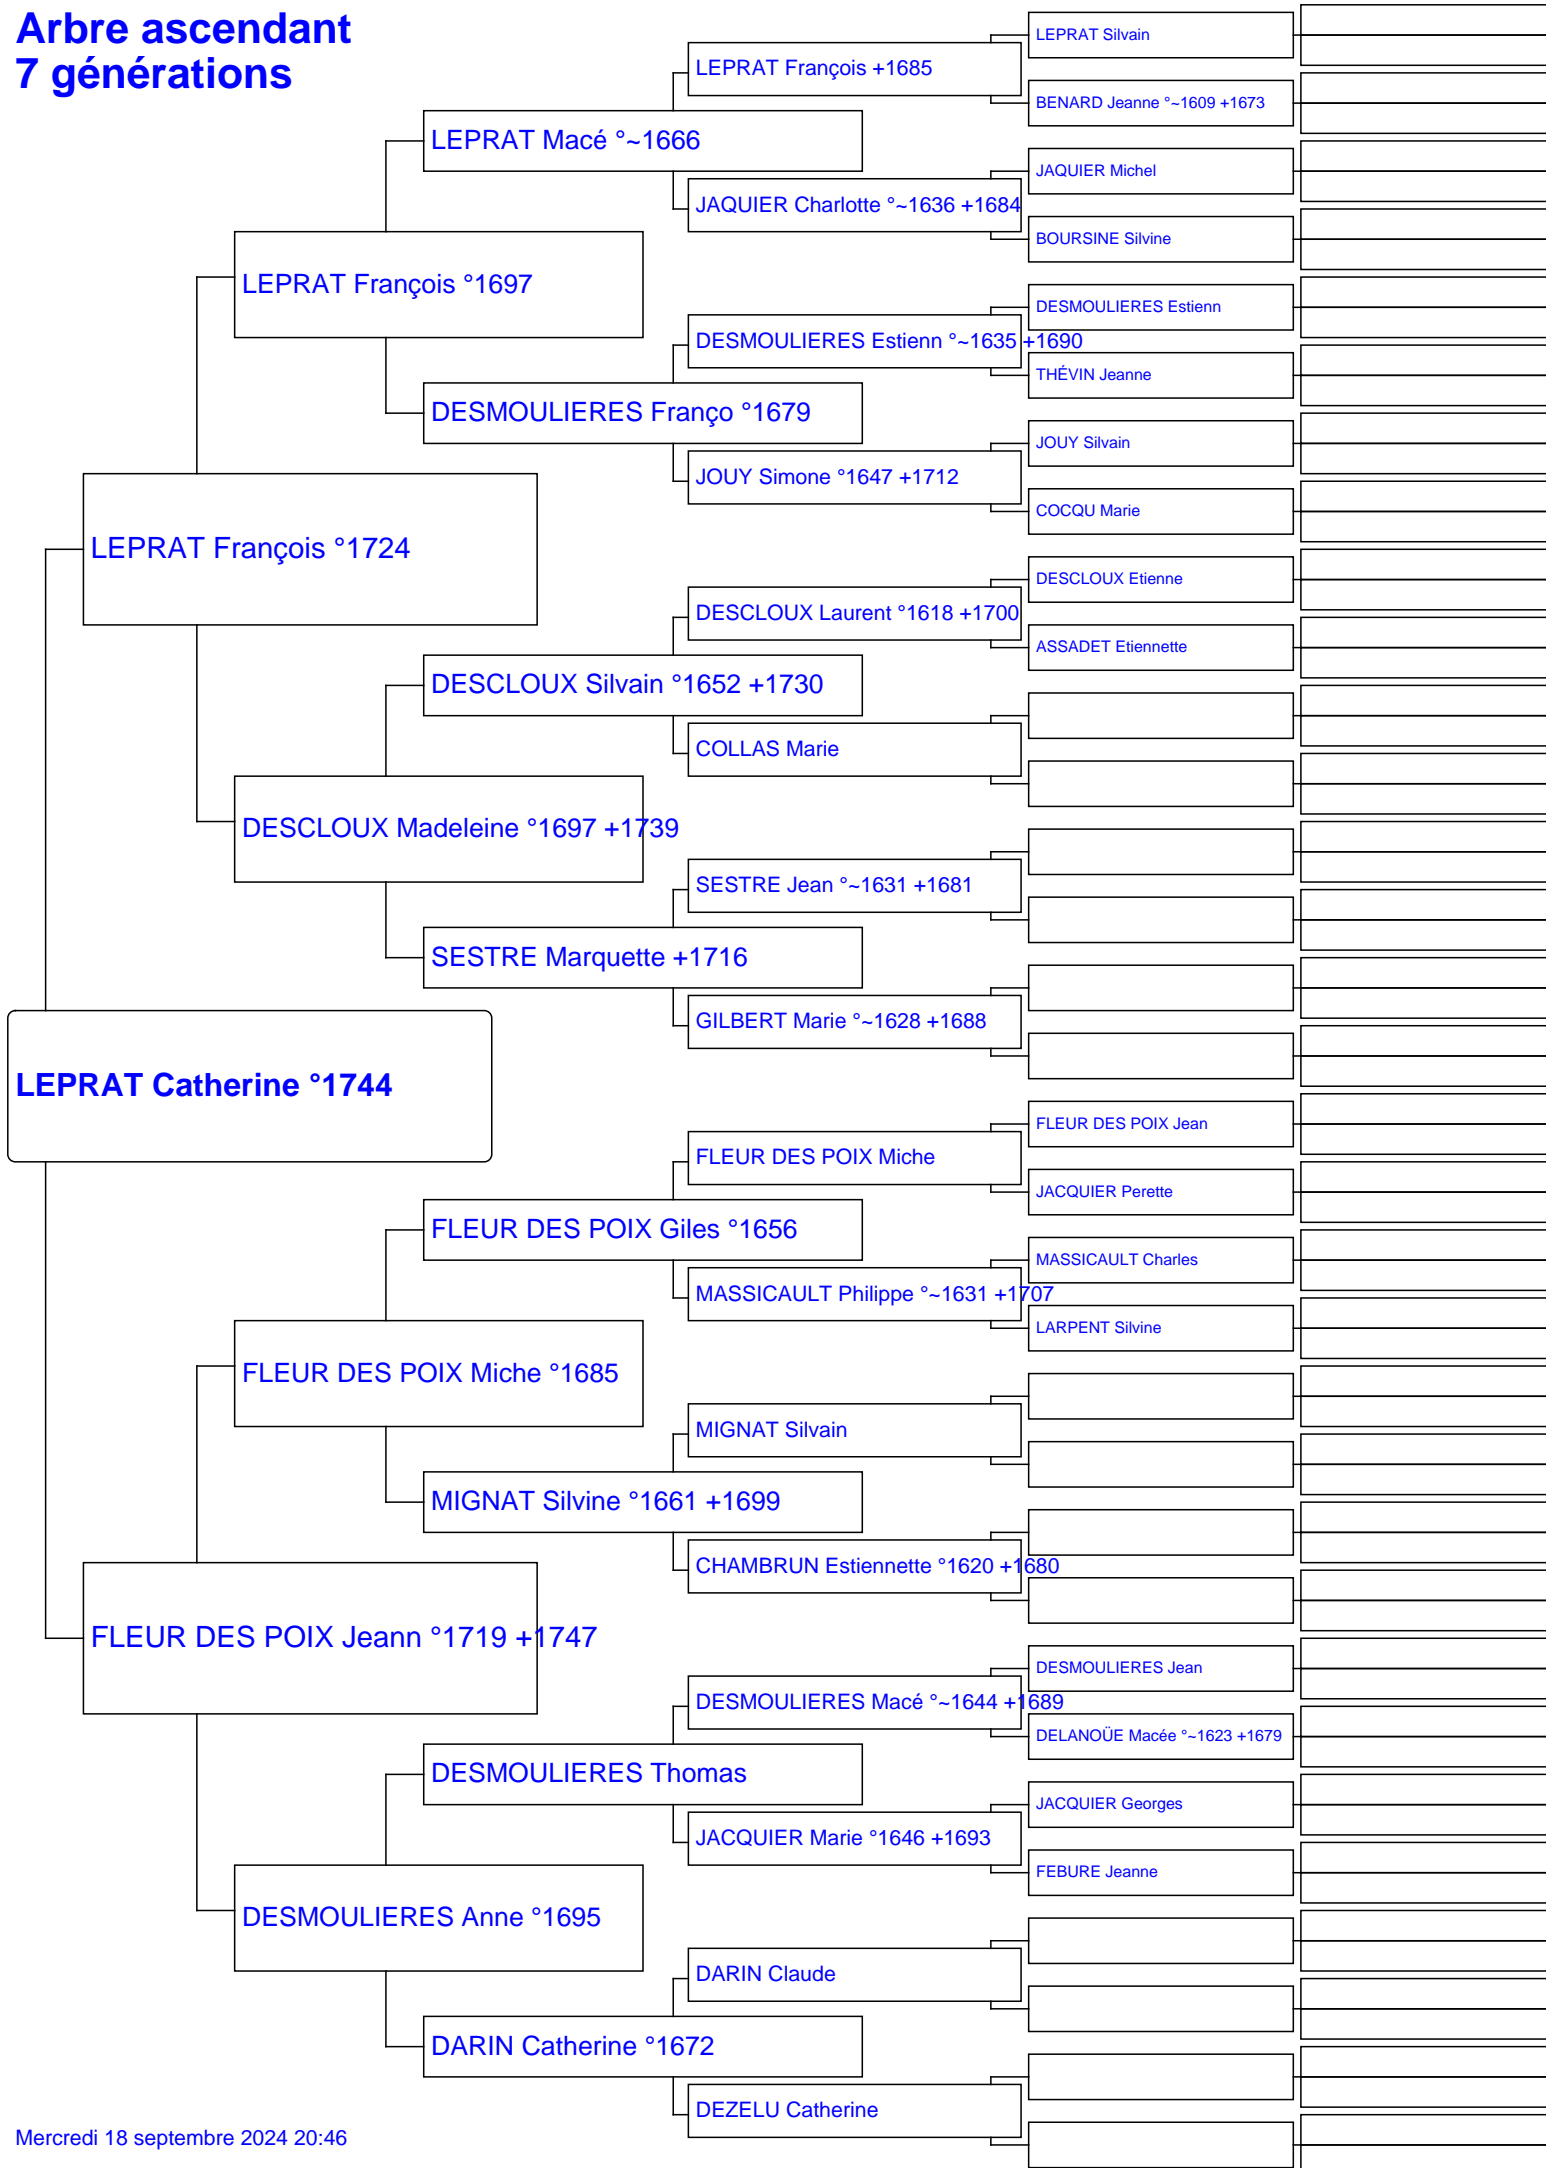 Arbre ascendant
7 générations
LEPRAT Silvain
LEPRAT François +1685
BENARD Jeanne °~1609 +1673
LEPRAT Macé °~1666
JAQUIER Michel
JAQUIER Charlotte °~1636 +1684
BOURSINE Silvine
LEPRAT François °1697
DESMOULIERES Estienn
DESMOULIERES Estienn °~1635 +1690
THÉVIN Jeanne
DESMOULIERES Franço °1679
JOUY Silvain
JOUY Simone °1647 +1712
COCQU Marie
LEPRAT François °1724
DESCLOUX Etienne
DESCLOUX Laurent °1618 +1700
ASSADET Etiennette
DESCLOUX Silvain °1652 +1730
COLLAS Marie
DESCLOUX Madeleine °1697 +1739
SESTRE Jean °~1631 +1681
SESTRE Marquette +1716
GILBERT Marie °~1628 +1688
LEPRAT Catherine °1744
FLEUR DES POIX Jean
FLEUR DES POIX Miche
JACQUIER Perette
FLEUR DES POIX Giles °1656
MASSICAULT Charles
MASSICAULT Philippe °~1631 +1707
LARPENT Silvine
FLEUR DES POIX Miche °1685
MIGNAT Silvain
MIGNAT Silvine °1661 +1699
CHAMBRUN Estiennette °1620 +1680
FLEUR DES POIX Jeann °1719 +1747
DESMOULIERES Jean
DESMOULIERES Macé °~1644 +1689
DELANOÜE Macée °~1623 +1679
DESMOULIERES Thomas
JACQUIER Georges
JACQUIER Marie °1646 +1693
FEBURE Jeanne
DESMOULIERES Anne °1695
DARIN Claude
DARIN Catherine °1672
DEZELU Catherine
Mercredi 18 septembre 2024 20:46